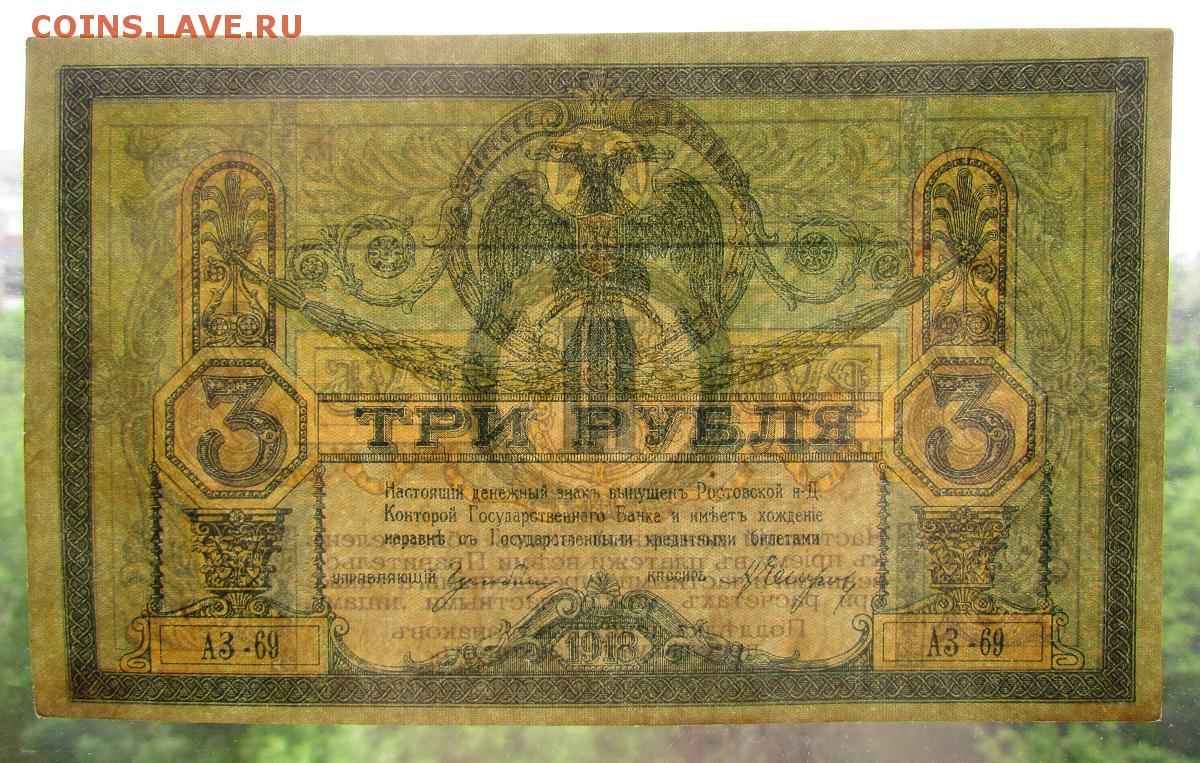 COINS.LAVE.RU
3
3
ТРИ РУБЛЯ
Настоящій денежный знакъ выпущенъ Ростовской н-Д.
Конторой Государственнаго Банка и имѣетъ хожденіе
наравнѣ съ Государственными кредитными билетами
УПРАВЛЯЮЩІЙ КАССИРЪ
АЗ-69 1918 АЗ-69